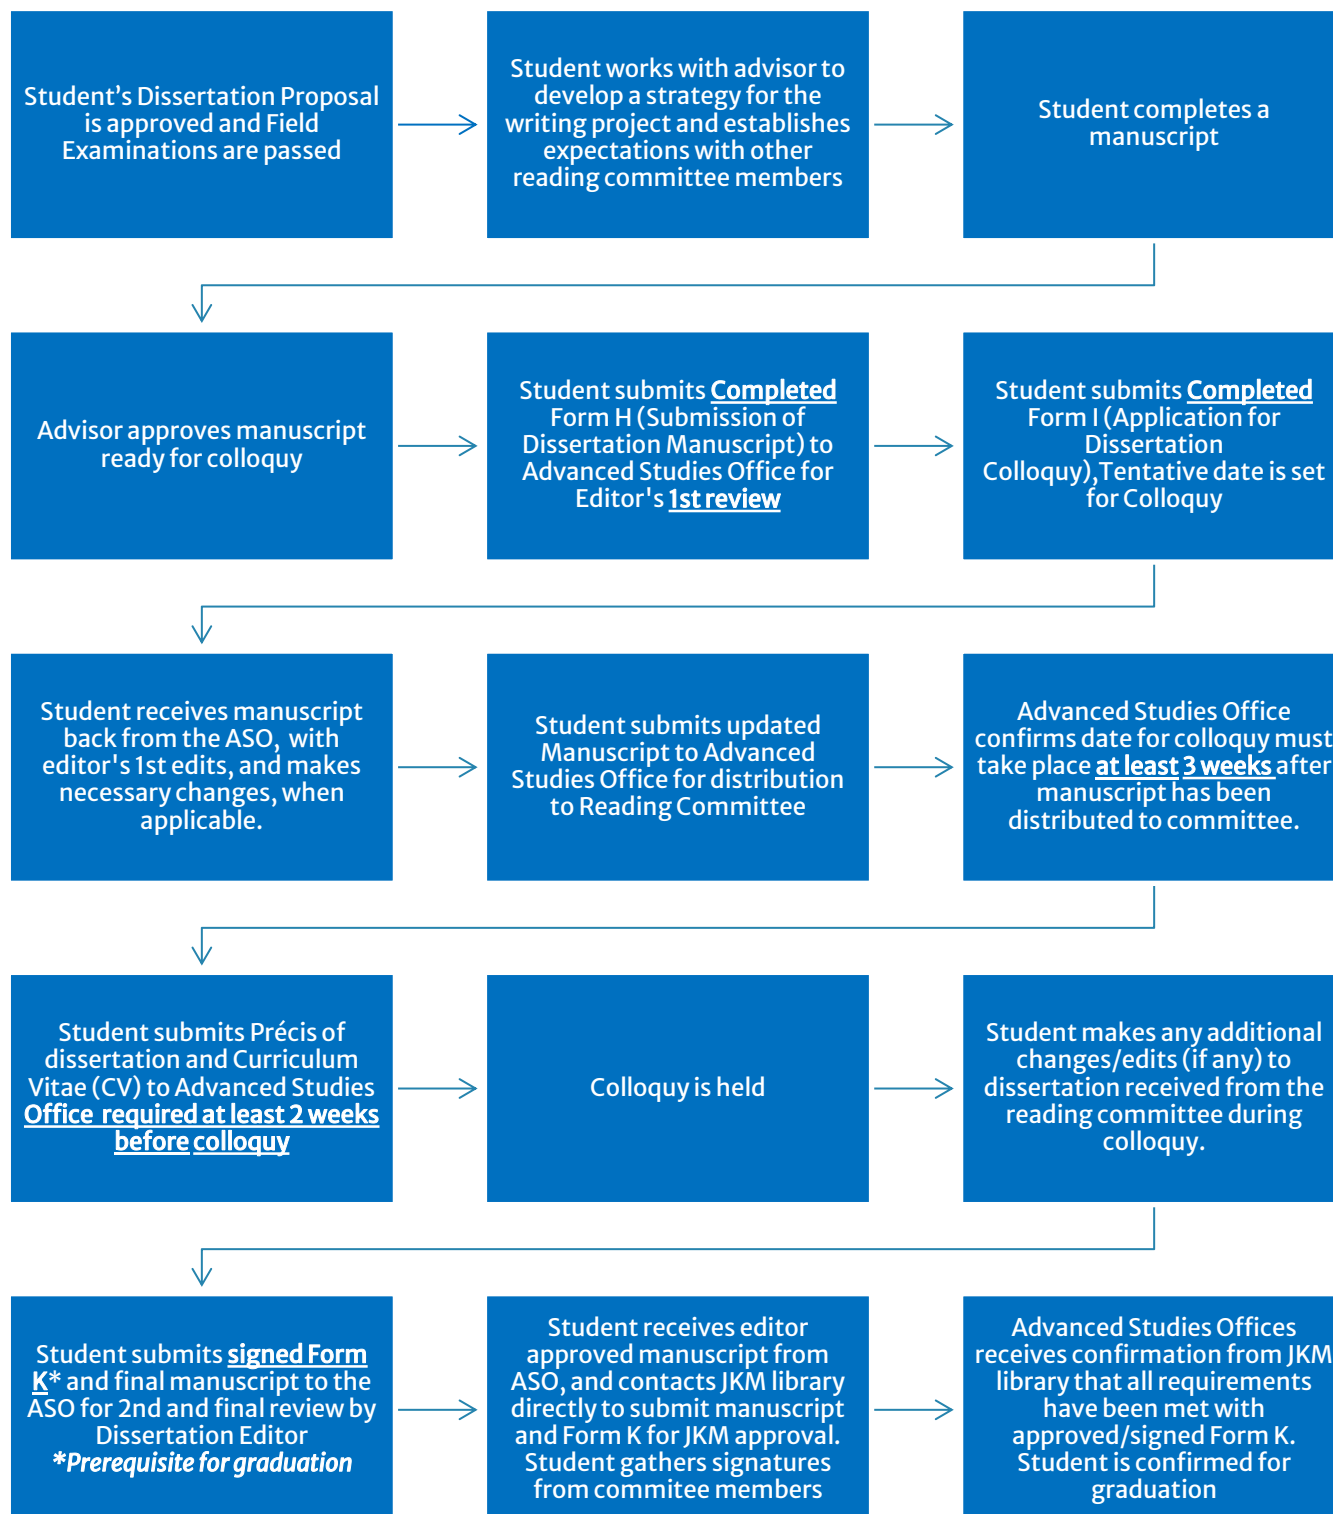 Student’s Dissertation Proposal
is approved and Field
Examinations are passed
Student works with advisor to
develop a strategy for the
writing project and establishes
expectations with other
reading committee members
Student completes a
manuscript
Advisor approves manuscript
ready for colloquy
Student submits Completed
Form H (Submission of
Dissertation Manuscript) to
Advanced Studies Office for
Editor's 1st review
Student submits Completed
Form I (Application for
Dissertation
Colloquy),Tentative date is set
for Colloquy
Student receives manuscript
back from the ASO, with
editor's 1st edits, and makes
necessary changes, when
applicable.
Student submits updated
Manuscript to Advanced
Studies Office for distribution
to Reading Committee
Advanced Studies Office
confirms date for colloquy must
take place at least 3 weeks after
manuscript has been
distributed to committee.
Student submits Précis of
dissertation and Curriculum
Vitae (CV) to Advanced Studies
Office required at least 2 weeks
before colloquy
Colloquy is held
Student makes any additional
changes/edits (if any) to
dissertation received from the
reading committee during
colloquy.
Student submits signed Form
K* and final manuscript to the
ASO for 2nd and final review by
Dissertation Editor
*Prerequisite for graduation
Student receives editor
approved manuscript from
ASO, and contacts JKM library
directly to submit manuscript
and Form K for JKM approval.
Student gathers signatures
from commitee members
Advanced Studies Offices
receives confirmation from JKM
library that all requirements
have been met with
approved/signed Form K.
Student is confirmed for
graduation